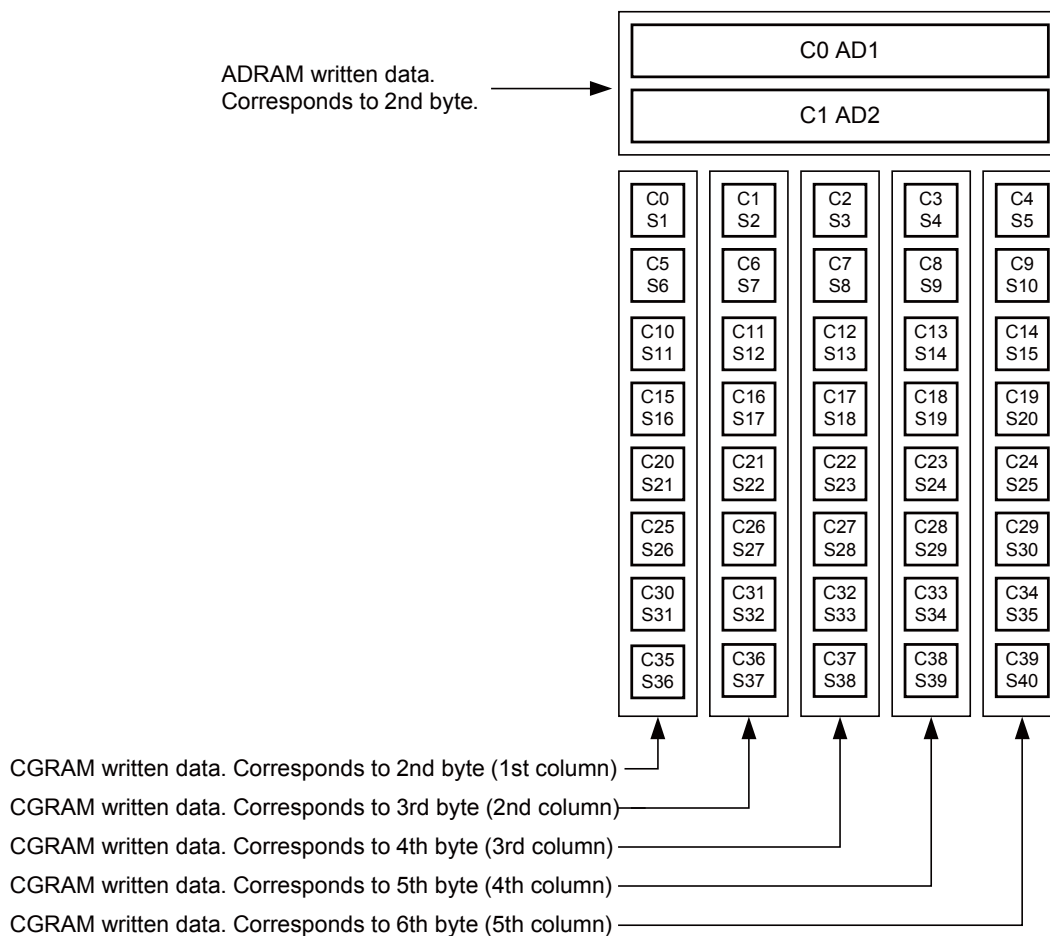 C0 AD1
ADRAM written data.
Corresponds to 2nd byte.
C1 AD2
C0 C1 C2 C3 C4
S1 S2 S3 S4 S5
C5 C6 C7 C8 C9
S6 S7 S8 S9 S10
C10 C11 C12 C13 C14
S11 S12 S13 S14 S15
C15 C16 C17 C18 C19
S16 S17 S18 S19 S20
C20 C21 C22 C23 C24
S21 S22 S23 S24 S25
C25 C26 C27 C28 C29
S26 S27 S28 S29 S30
C30 C31 C32 C33 C34
S31 S32 S33 S34 S35
C35 C36 C37 C38 C39
S36 S37 S38 S39 S40
CGRAM written data. Corresponds to 2nd byte (1st column)
CGRAM written data. Corresponds to 3rd byte (2nd column)
CGRAM written data. Corresponds to 4th byte (3rd column)
CGRAM written data. Corresponds to 5th byte (4th column)
CGRAM written data. Corresponds to 6th byte (5th column)